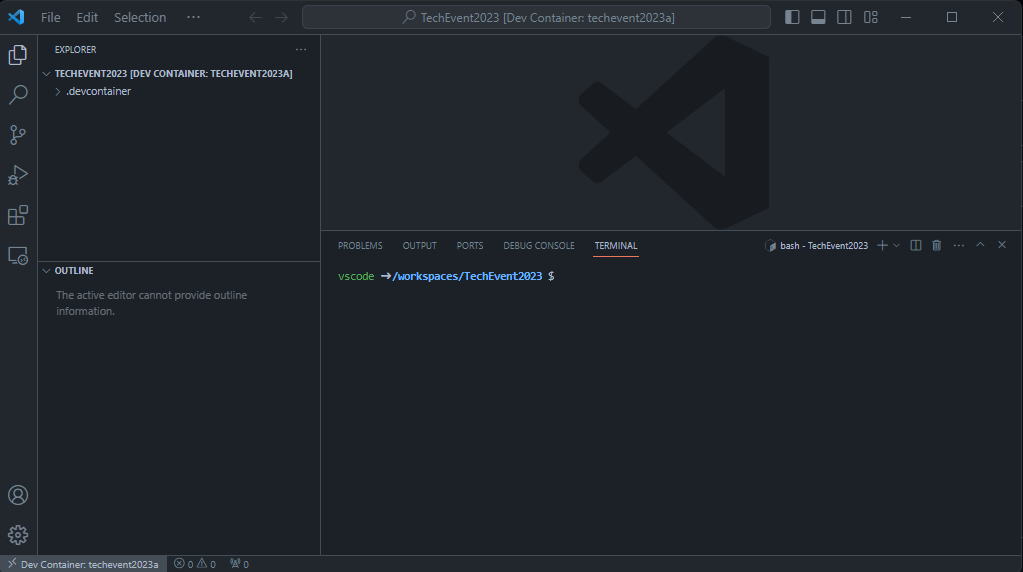 File Edit Selection ··· TechEvent2023 [Dev Container: techevent2023a]
EXPLORER ···
TECHEVENT2023 [DEV CONTAINER: TECHEVENT2023A]
.devcontainer
OUTLINE
The active editor cannot provide outline
information.
PROBLEMS OUTPUT PORTS DEBUG CONSOLE TERMINAL bash - TechEvent2023 ···
vscode ➜/workspaces/TechEvent2023 $
Dev Container: techevent2023a 0 0 0